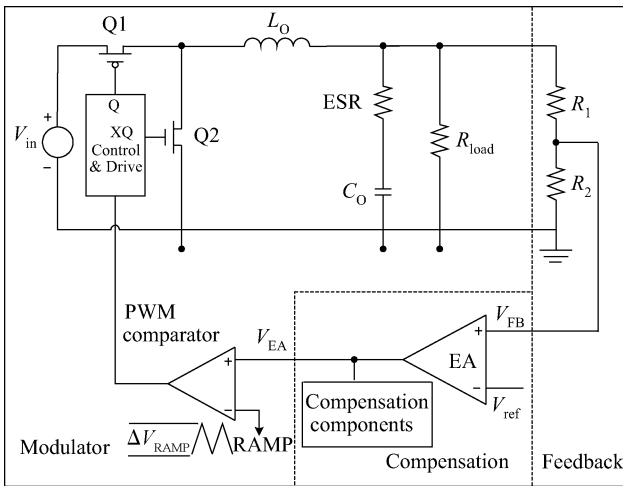 Q1
L_O
+
V_in
−
Q
XQ
Control
& Drive
Q2
ESR
C_O
R_load
R_1
R_2
PWM
comparator
V_EA
+
−
V_FB
+
EA
−
V_ref
Compensation
components
ΔV_RAMP
RAMP
Modulator
Compensation
Feedback